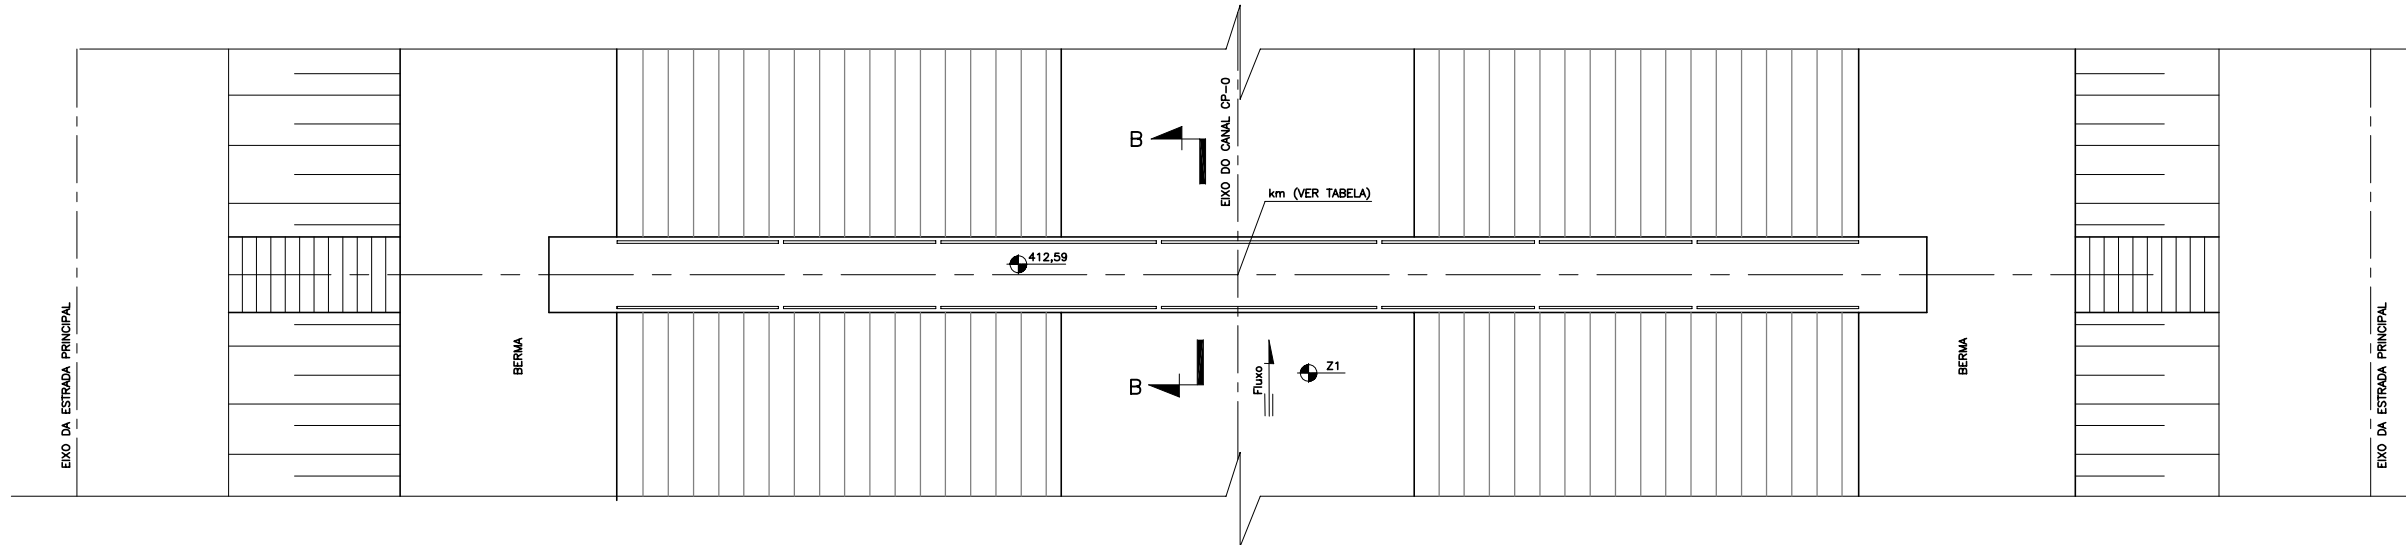 EIXO DO CANAL CP-0
B
km (VER TABELA)
412,59
EIXO DA ESTRADA PRINCIPAL
BERMA
B
Fluxo
Z1
BERMA
EIXO DA ESTRADA PRINCIPAL